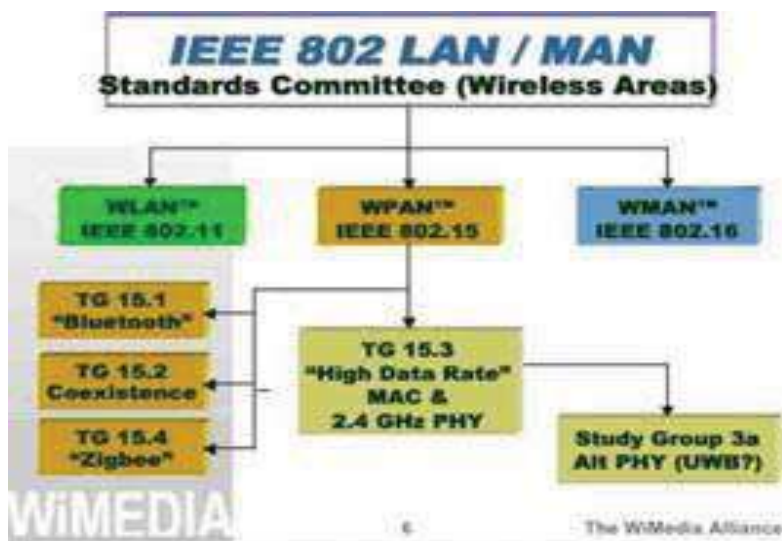 IEEE 802 LAN / MAN
Standards Committee (Wireless Areas)
WLAN™
IEEE 802.11
WPAN™
IEEE 802.15
WMAN™
IEEE 802.16
TG 15.1
"Bluetooth"
TG 15.2
Coexistence
TG 15.4
"Zigbee"
TG 15.3
"High Data Rate"
MAC &
2.4 GHz PHY
Study Group 3a
Alt PHY (UWB?)
WiMEDIA
6
The WiMedia Alliance